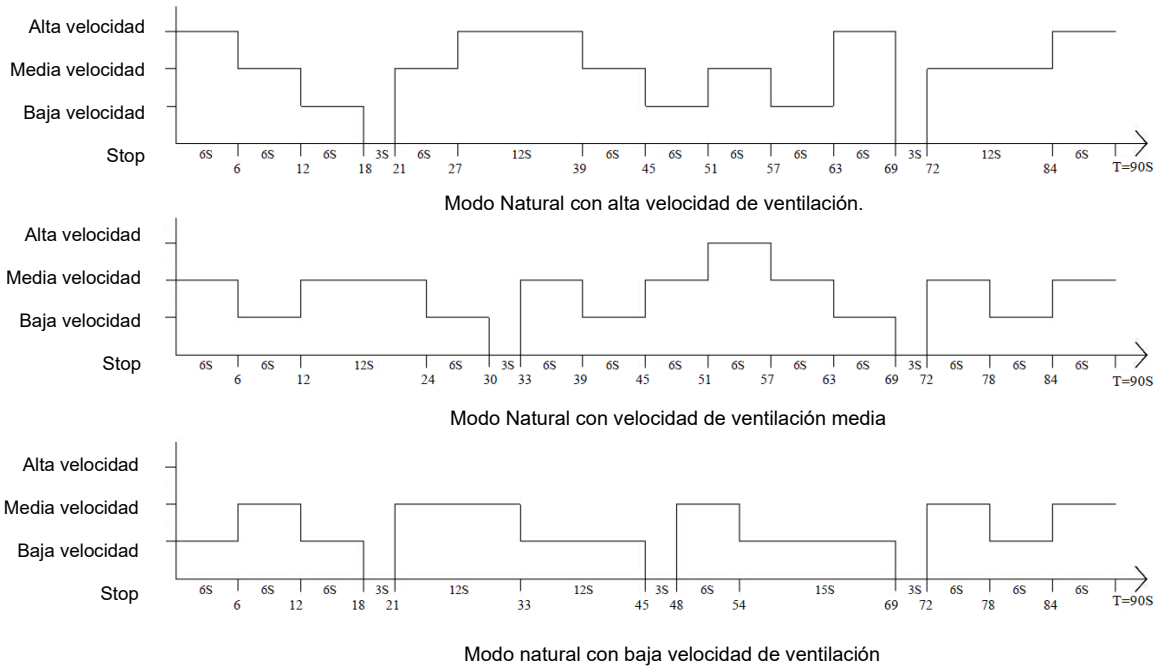 Alta velocidad
Media velocidad
Baja velocidad
Stop
6S 6S 6S 3S 6S 12S 6S 6S 6S 6S 6S 3S 12S 6S
6 12 18 21 27 39 45 51 57 63 69 72 84 T=90S
Modo Natural con alta velocidad de ventilación.
Alta velocidad
Media velocidad
Baja velocidad
Stop
6S 6S 12S 6S 3S 6S 6S 6S 6S 6S 6S 3S 6S 6S 6S
6 12 24 30 33 39 45 51 57 63 69 72 78 84 T=90S
Modo Natural con velocidad de ventilación media
Alta velocidad
Media velocidad
Baja velocidad
Stop
6S 6S 6S 3S 12S 12S 3S 6S 15S 3S 6S 6S 6S
6 12 18 21 33 45 48 54 69 72 78 84 T=90S
Modo natural con baja velocidad de ventilación